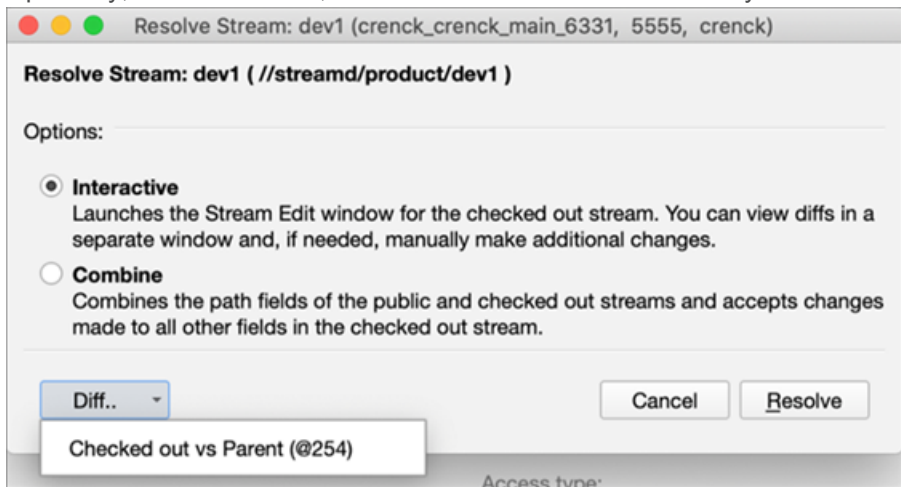 Resolve Stream: dev1 (crenck_crenck_main_6331, 5555, crenck)
Resolve Stream: dev1 ( //streamd/product/dev1 )
Options:
Interactive
Launches the Stream Edit window for the checked out stream. You can view diffs in a
separate window and, if needed, manually make additional changes.
Combine
Combines the path fields of the public and checked out streams and accepts changes
made to all other fields in the checked out stream.
Diff..
Cancel
Resolve
Checked out vs Parent (@254)
Access type: